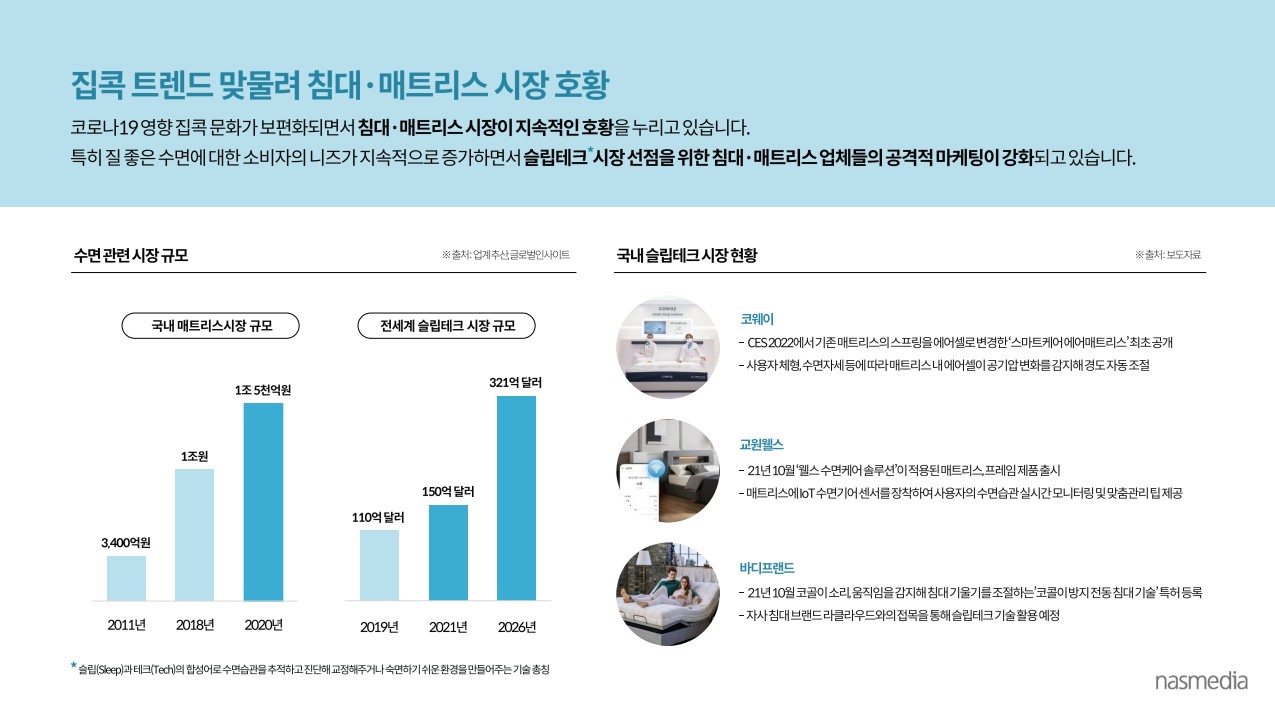 집콕 트렌드 맞물려 침대·매트리스 시장 호황
코로나19 영향 집콕 문화가 보편화되면서 침대·매트리스 시장이 지속적인 호황을 누리고 있습니다.
특히 질 좋은 수면에 대한 소비자의 니즈가 지속적으로 증가하면서 슬립테크*시장 선점을 위한 침대·매트리스 업체들의 공격적 마케팅이 강화되고 있습니다.
수면 관련 시장 규모
※ 출처: 업계 추산,글로벌인사이트
국내 매트리스시장 규모
3,400억원
1조원
1조 5천억원
2011년
2018년
2020년
전세계 슬립테크 시장 규모
110억 달러
150억 달러
321억 달러
2019년
2021년
2026년
* 슬립(Sleep)과 테크(Tech)의 합성어로 수면습관을 추적하고 진단해 교정해주거나 숙면하기 쉬운 환경을 만들어주는 기술 총칭
국내 슬립테크 시장 현황
※ 출처: 보도자료
coway
coway
코웨이
- CES 2022에서 기존 매트리스의 스프링을 에어셀로 변경한 ‘스마트케어 에어매트리스’ 최초 공개
- 사용자 체형, 수면자세 등에 따라 매트리스 내 에어셀이 공기압 변화를 감지해 경도 자동 조절
교원웰스
- 21년 10월 ‘웰스 수면케어 솔루션’이 적용된 매트리스, 프레임 제품 출시
- 매트리스에 IoT 수면기어 센서를 장착하여 사용자의 수면습관 실시간 모니터링 및 맞춤관리 팁 제공
바디프랜드
- 21년 10월 코골이 소리, 움직임을 감지해 침대 기울기를 조절하는 ’코콜이 방지 전동 침대 기술’ 특허 등록
- 자사 침대 브랜드 라클라우드와의 접목을 통해 슬립테크 기술 활용 예정
nasmedia